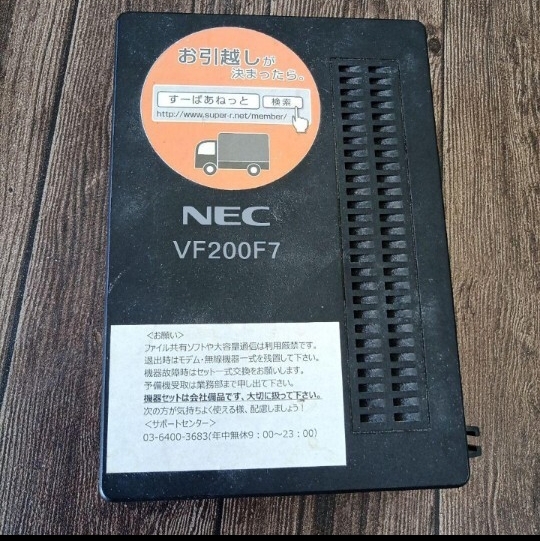 お引越しが
決まったら。
すーぱあねっと 検索
http://www.super-r.net/member/
NEC
VF200F7
<お願い>
ファイル共有ソフトや大容量通信は利用厳禁です。
退出時はモデム・無線機器一式を残置して下さい。
機器故障時はセット一式交換をお願いします。
予備機受取は業務部まで申し出て下さい。
機器セットは会社備品です、大切に扱って下さい。
次の方が気持ちよく使える様、配慮しましょう!
<サポートセンター>
03-6400-3683(年中無休9:00~23:00)